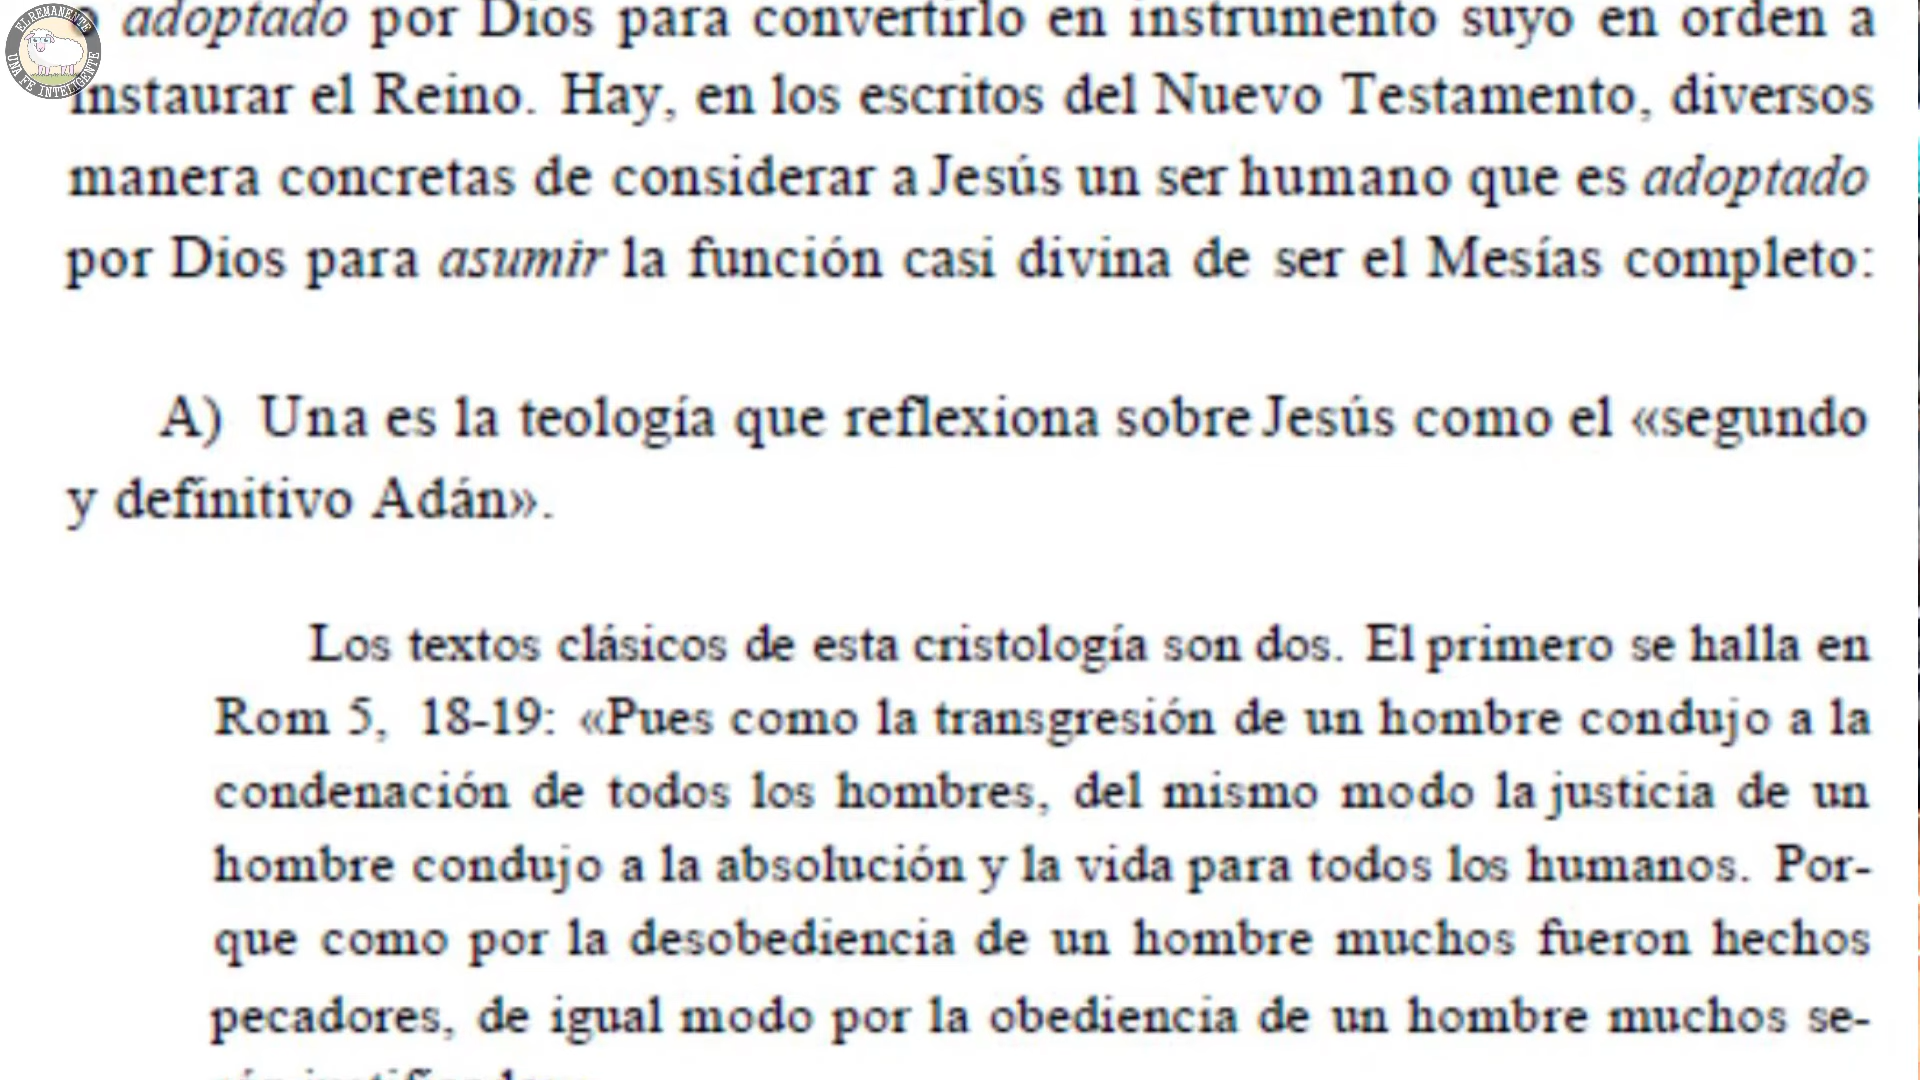 ELREMANENTE
UNA FE INTELIGENTE
adoptado por Dios para convertirlo en instrumento suyo en orden a
instaurar el Reino. Hay, en los escritos del Nuevo Testamento, diversos
manera concretas de considerar a Jesús un ser humano que es adoptado
por Dios para asumir la función casi divina de ser el Mesías completo:
A) Una es la teología que reflexiona sobre Jesús como el «segundo
y definitivo Adán».
Los textos clásicos de esta cristología son dos. El primero se halla en
Rom 5, 18-19: «Pues como la transgresión de un hombre condujo a la
condenación de todos los hombres, del mismo modo la justicia de un
hombre condujo a la absolución y la vida para todos los humanos. Por-
que como por la desobediencia de un hombre muchos fueron hechos
pecadores, de igual modo por la obediencia de un hombre muchos se-